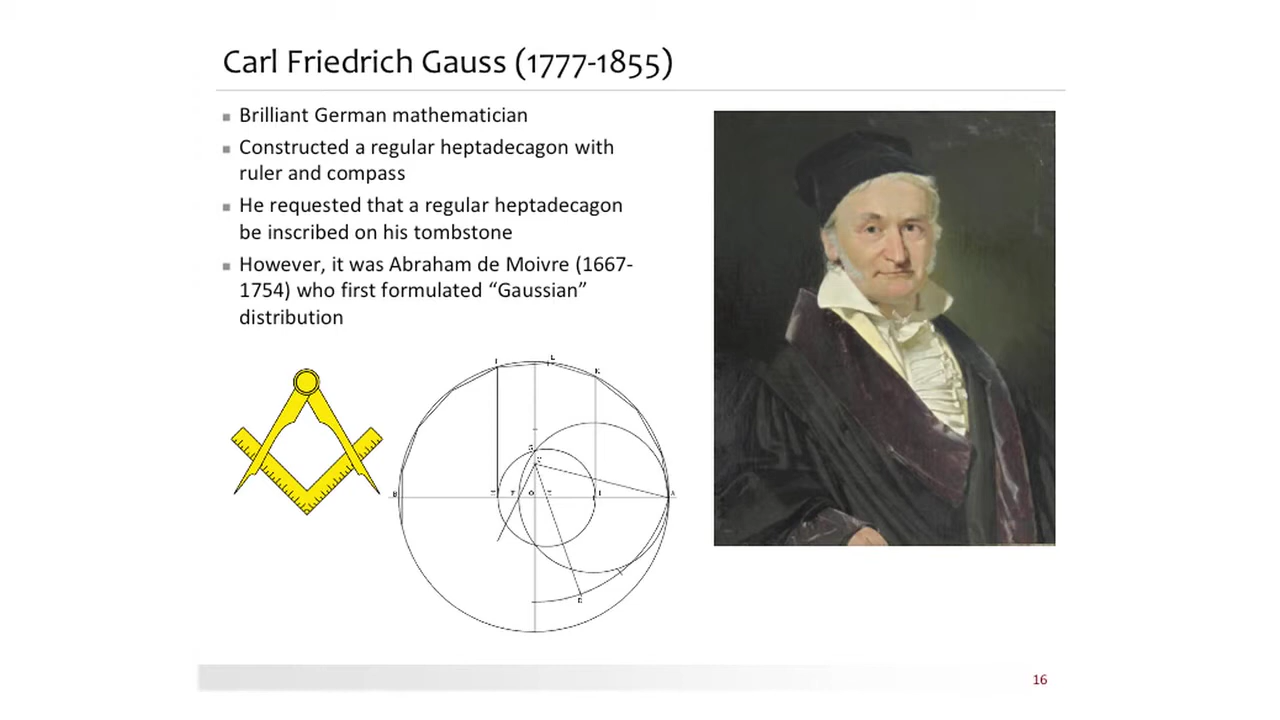 Carl Friedrich Gauss (1777-1855)
Brilliant German mathematician
Constructed a regular heptadecagon with
ruler and compass
He requested that a regular heptadecagon
be inscribed on his tombstone
However, it was Abraham de Moivre (1667-
1754) who first formulated “Gaussian”
distribution
L
K
B
F
O
A
16